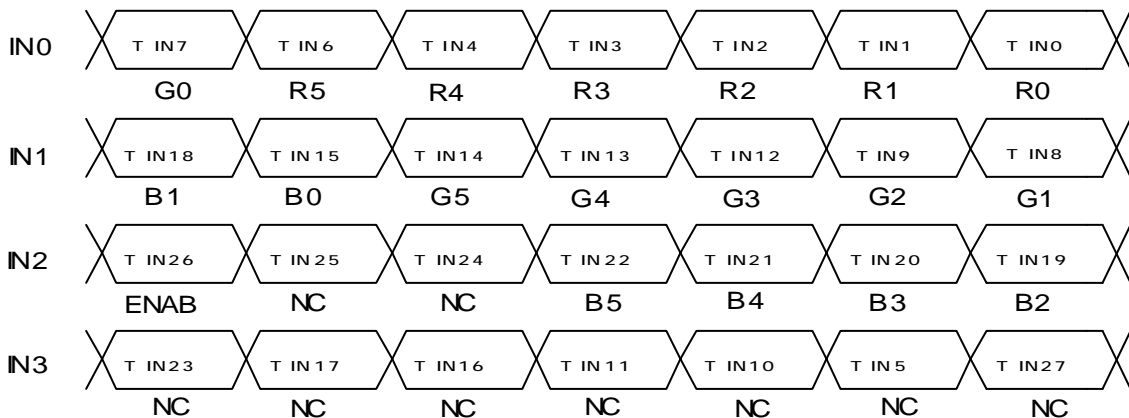 IN0 T IN7 T IN6 T IN4 T IN3 T IN2 T IN1 T IN0
G0 R5 R4 R3 R2 R1 R0
IN1 T IN18 T IN15 T IN14 T IN13 T IN12 T IN9 T IN8
B1 B0 G5 G4 G3 G2 G1
IN2 T IN26 T IN25 T IN24 T IN22 T IN21 T IN20 T IN19
ENAB NC NC B5 B4 B3 B2
IN3 T IN23 T IN17 T IN16 T IN11 T IN10 T IN5 T IN27
NC NC NC NC NC NC NC